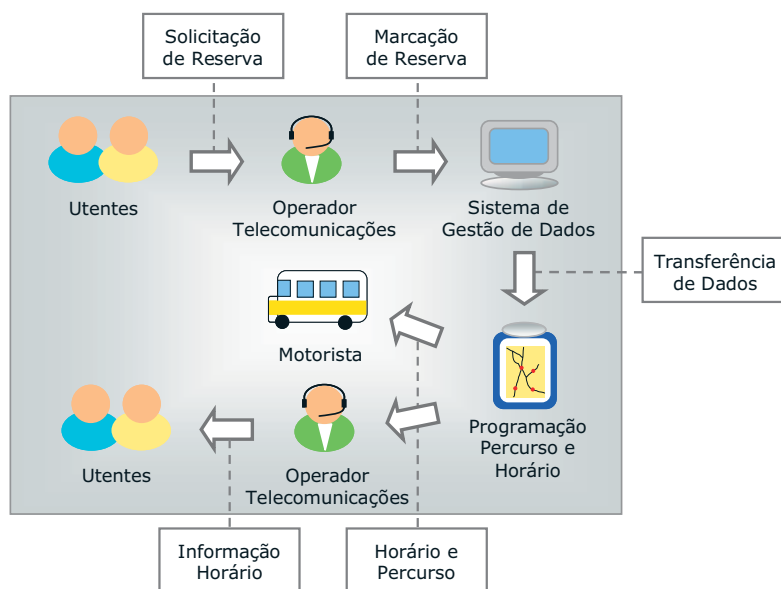 Solicitação
de Reserva
Marcação
de Reserva
Utentes
Operador
Telecomunicações
Sistema de
Gestão de Dados
Transferência
de Dados
Motorista
Programação
Percurso e
Horário
Utentes
Operador
Telecomunicações
Informação
Horário
Horário e
Percurso